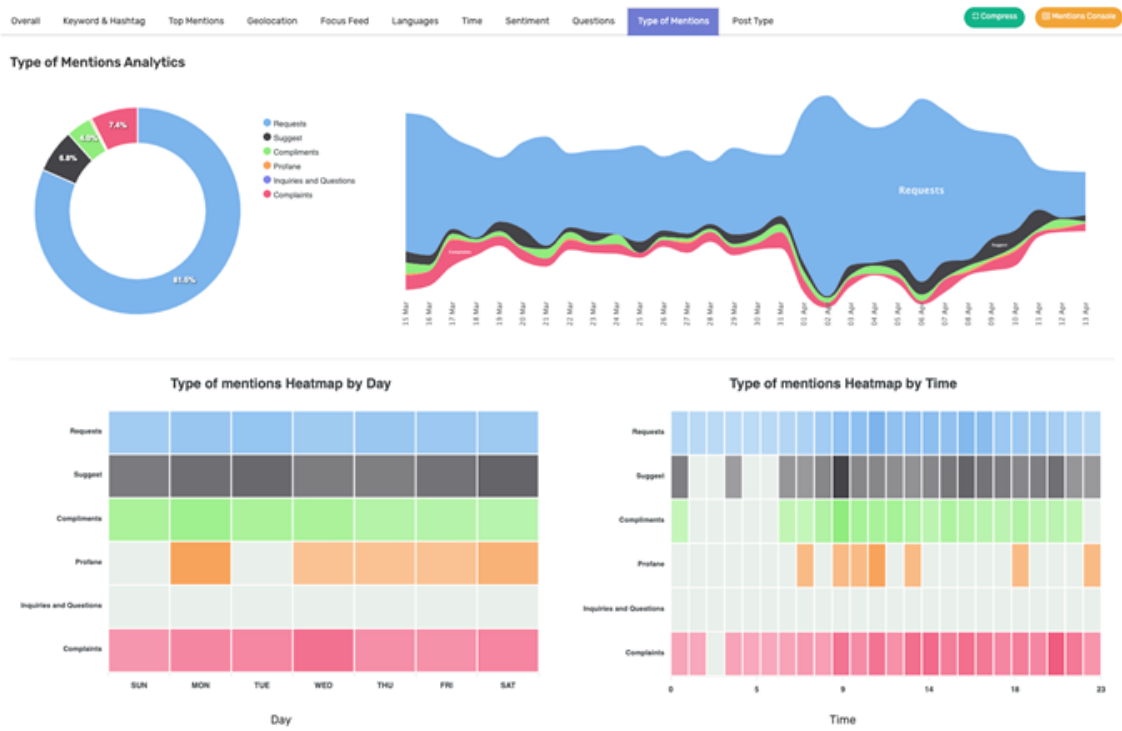 Overall Keyword & Hashtag Top Mentions Geolocation Focus Feed Languages Time Sentiment Questions Type of Mentions Post Type Compress Mentions Console
Type of Mentions Analytics
7.4%
4.0%
6.8%
81.0%
Requests
Suggest
Compliments
Profane
Inquiries and Questions
Complaints
Requests
Suggest
Complaints
15 Mar 16 Mar 17 Mar 18 Mar 19 Mar 20 Mar 21 Mar 22 Mar 23 Mar 24 Mar 25 Mar 26 Mar 27 Mar 28 Mar 29 Mar 30 Mar 31 Mar 01 Apr 02 Apr 03 Apr 04 Apr 05 Apr 06 Apr 07 Apr 08 Apr 09 Apr 10 Apr 11 Apr 12 Apr 13 Apr
Type of mentions Heatmap by Day
Requests
Suggest
Compliments
Profane
Inquiries and Questions
Complaints
SUN MON TUE WED THU FRI SAT
Day
Type of mentions Heatmap by Time
Requests
Suggest
Compliments
Profane
Inquiries and Questions
Complaints
0 5 9 14 18 23
Time